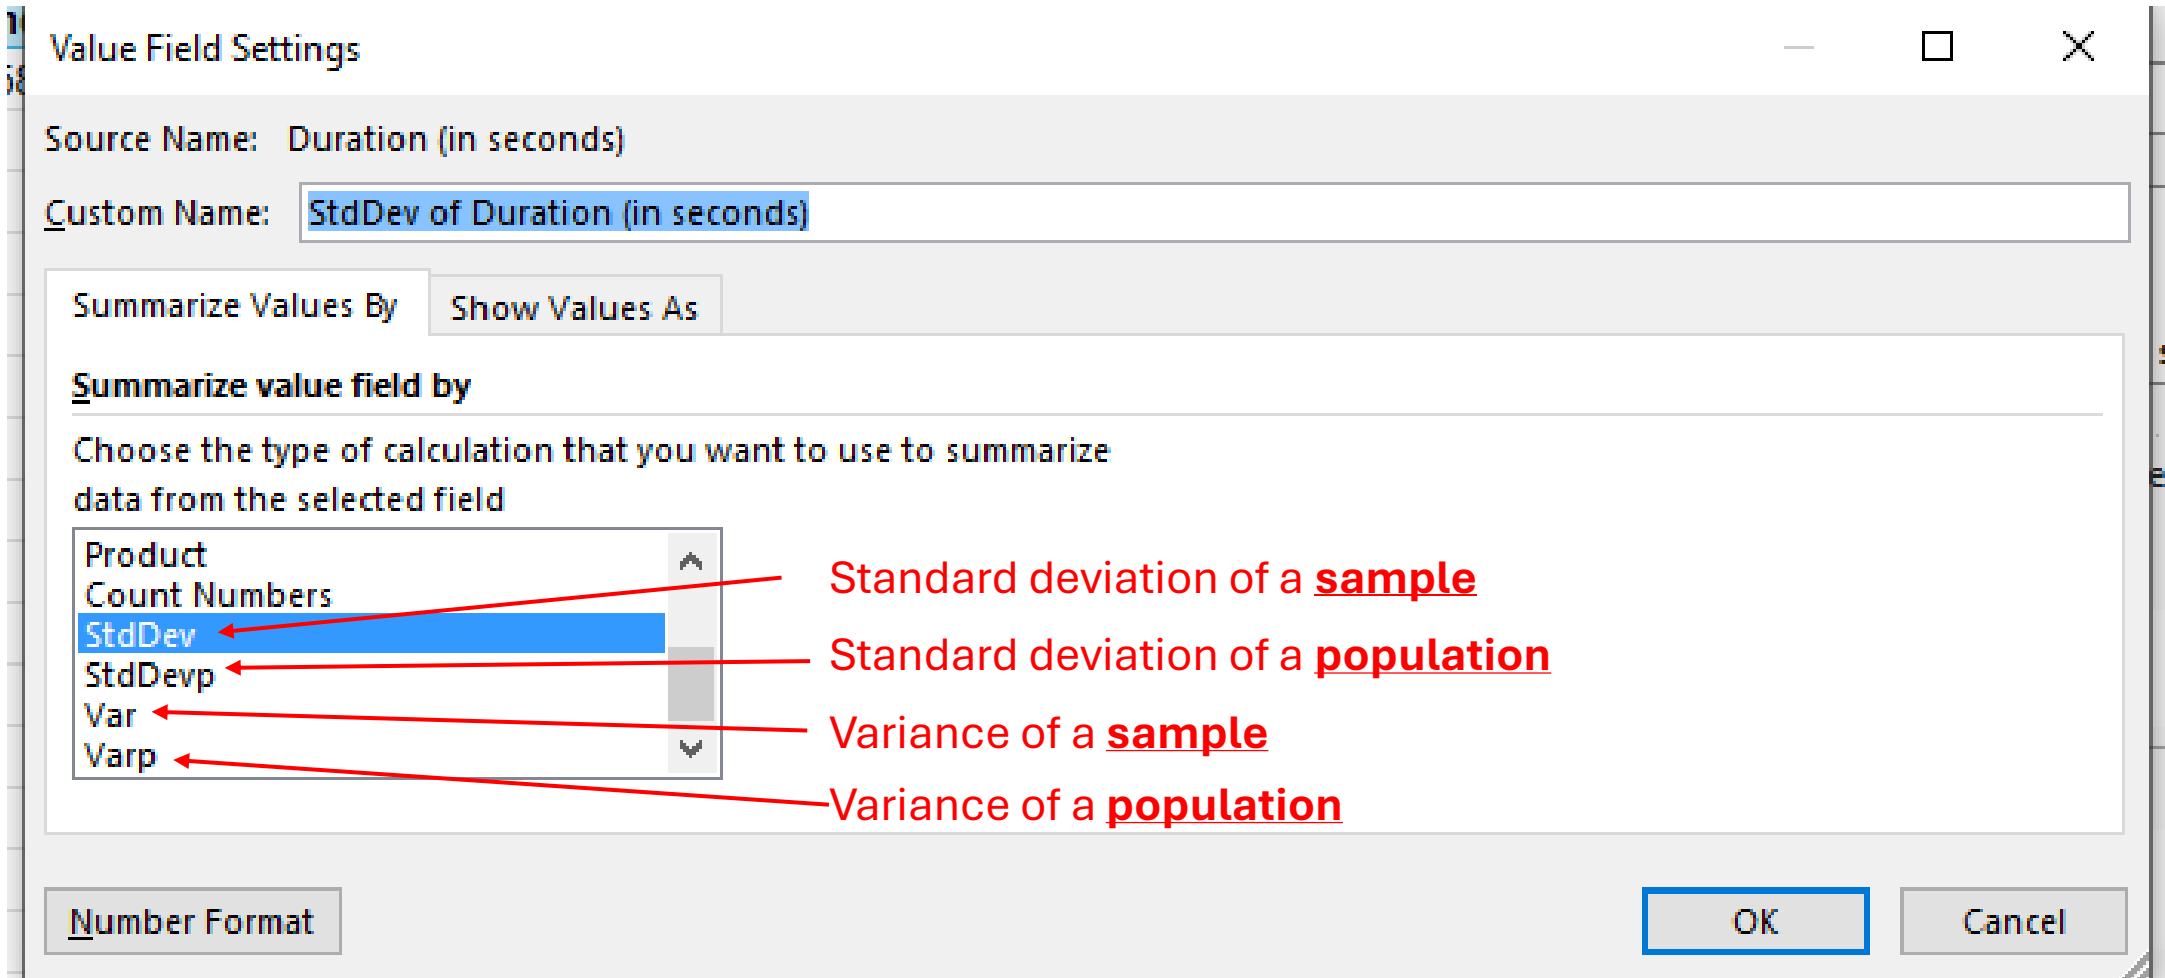 Value Field Settings
Source Name: Duration (in seconds)
Custom Name: StdDev of Duration (in seconds)
Summarize Values By
Show Values As
Summarize value field by
Choose the type of calculation that you want to use to summarize
data from the selected field
Product
Count Numbers
StdDev
StdDevp
Var
Varp
Standard deviation of a sample
Standard deviation of a population
Variance of a sample
Variance of a population
Number Format
OK
Cancel